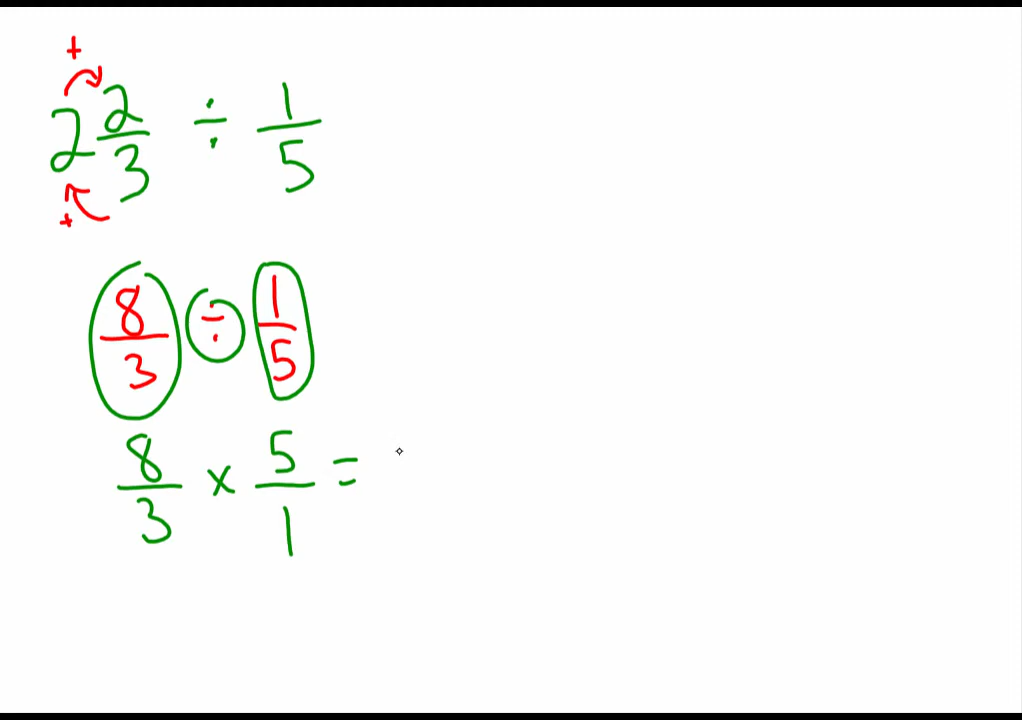 +
2 2/3 ÷ 1/5
+
8/3 ÷ 1/5
8/3 × 5/1 =